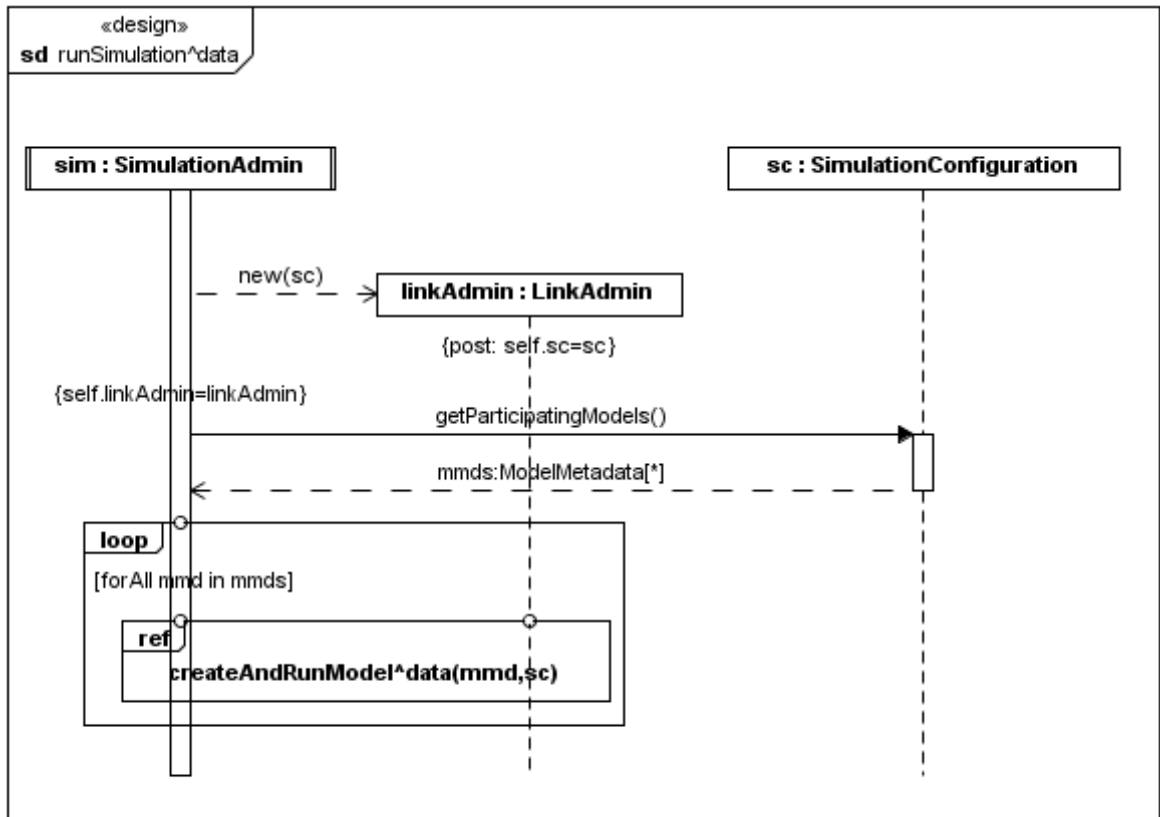 «design»
sd runSimulation^data
sim : SimulationAdmin
sc : SimulationConfiguration
new(sc)
linkAdmin : LinkAdmin
{post: self.sc=sc}
{self.linkAdmin=linkAdmin}
getParticipatingModels()
mmds:ModelMetadata[*]
loop
[forAll mmd in mmds]
ref
createAndRunModel^data(mmd,sc)